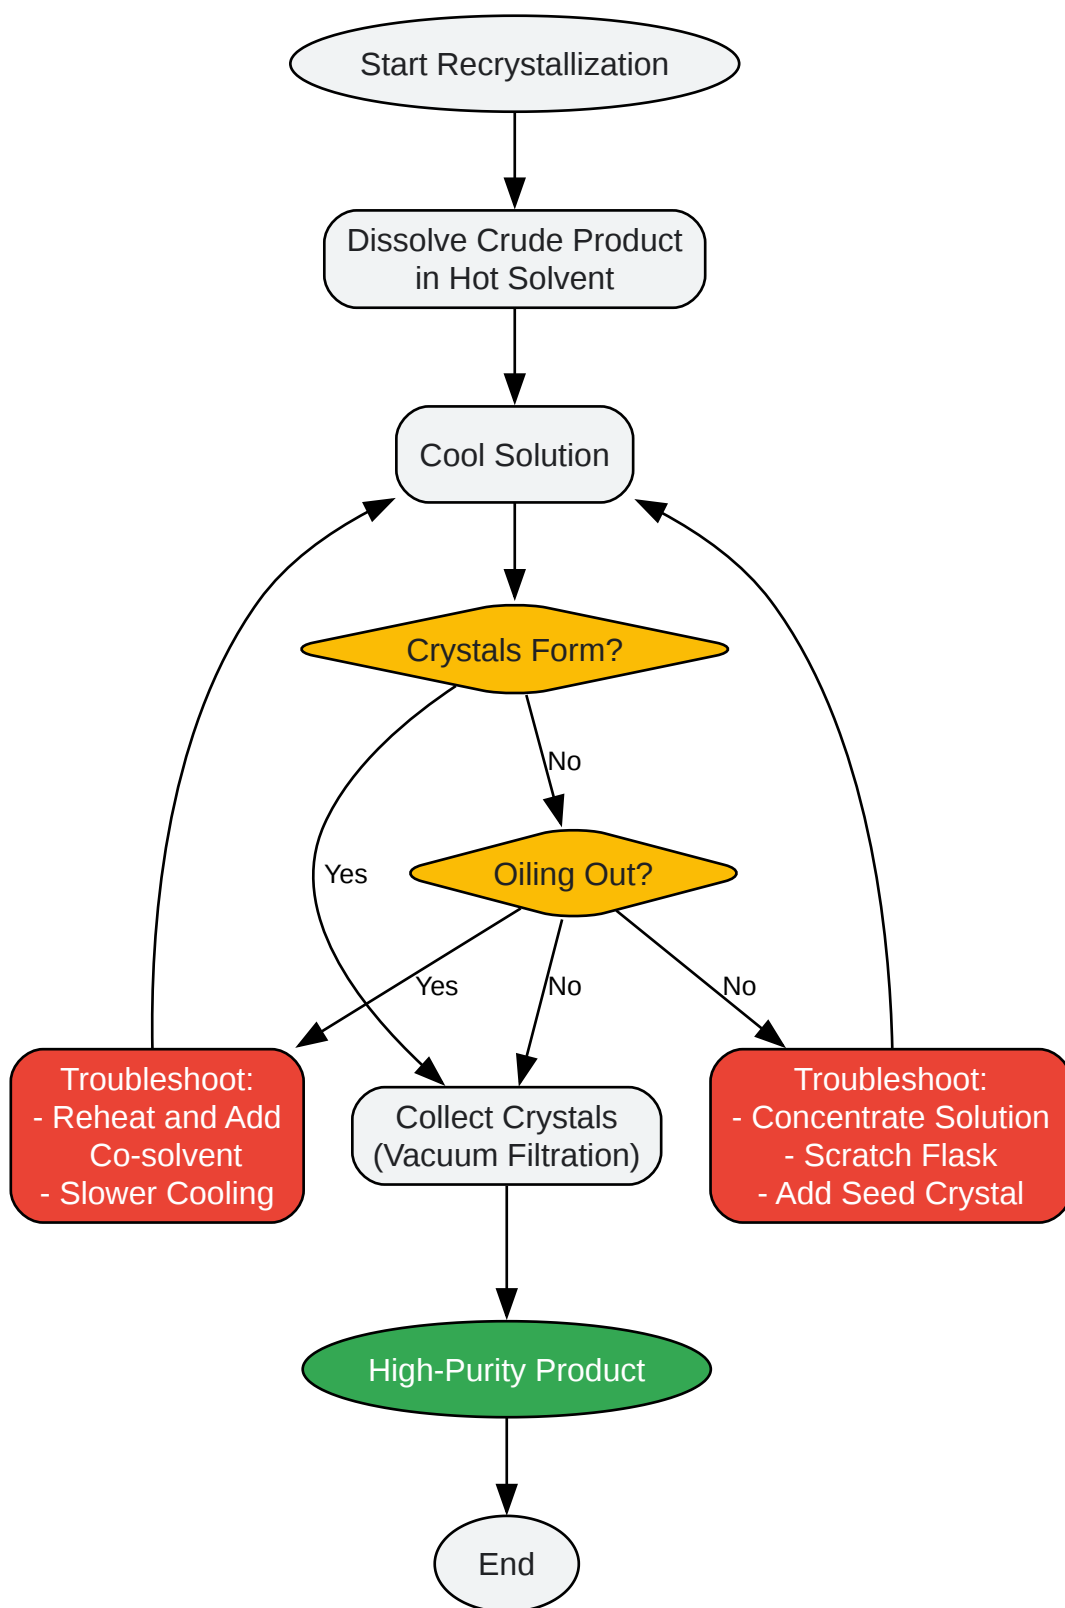 Start Recrystallization
Dissolve Crude Product
in Hot Solvent
Cool Solution
Crystals Form?
No
Yes
Oiling Out?
Yes
No
No
Troubleshoot:
- Reheat and Add
Co-solvent
- Slower Cooling
Collect Crystals
(Vacuum Filtration)
Troubleshoot:
- Concentrate Solution
- Scratch Flask
- Add Seed Crystal
High-Purity Product
End